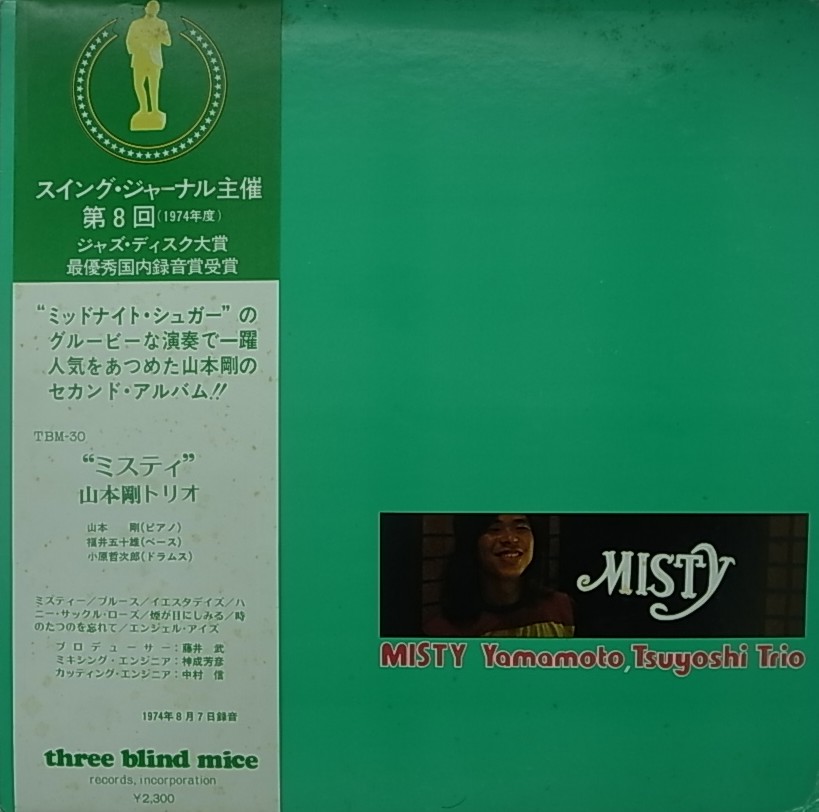 スイング・ジャーナル主催
第8回(1974年度)
ジャズ・ディスク大賞
最優秀国内録音賞受賞
“ミッドナイト・シュガー”の
グルービーな演奏で一躍
人気をあつめた山本剛の
セカンド・アルバム!!
TBM-30
“ミスティ”
山本剛トリオ
山本 剛(ピアノ)
福井五十雄(ベース)
小原哲次郎(ドラムス)
ミスティー/ブルース/イエスタデイズ/ハ
ニー・サックル・ローズ/煙が目にしみる/時
のたつのを忘れて/エンジェル・アイズ
プロデューサー:藤井 武
ミキシング・エンジニア:神成芳彦
カッティング・エンジニア:中村 信
1974年8月7日録音
three blind mice
records, incorporation
¥2,300
MISTY
MISTY Yamamoto, Tsuyoshi Trio